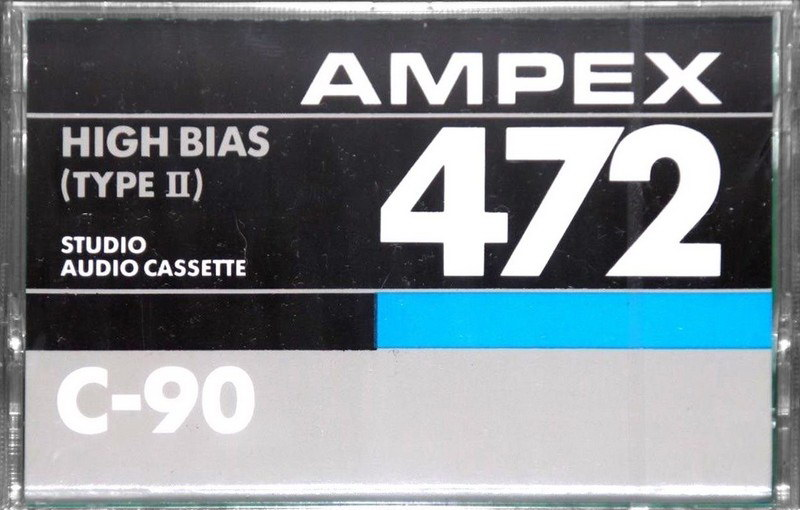 AMPEX
HIGH BIAS
(TYPE II)
472
STUDIO
AUDIO CASSETTE
C-90